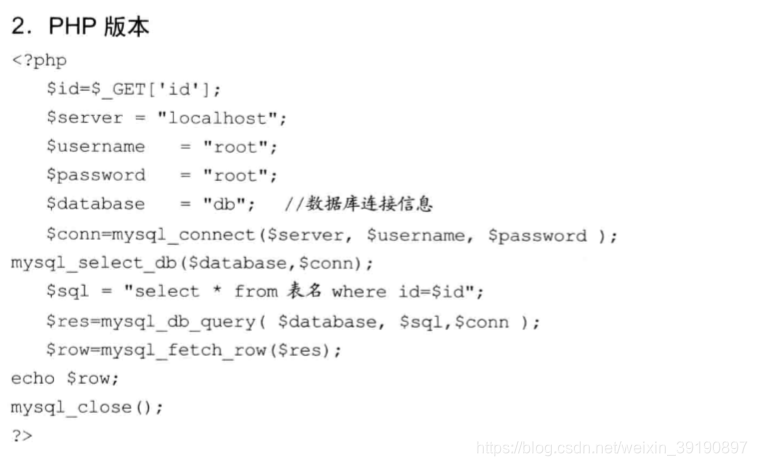 2．PHP 版本
<?php
$id=$_GET['id'];
$server = "localhost";
$username = "root";
$password = "root";
$database = "db"; //数据库连接信息
$conn=mysql_connect($server, $username, $password );
mysql_select_db($database,$conn);
$sql = "select * from 表名 where id=$id";
$res=mysql_db_query( $database, $sql,$conn );
$row=mysql_fetch_row($res);
echo $row;
mysql_close();
?>
https://blog.csdn.net/weixin_39190897